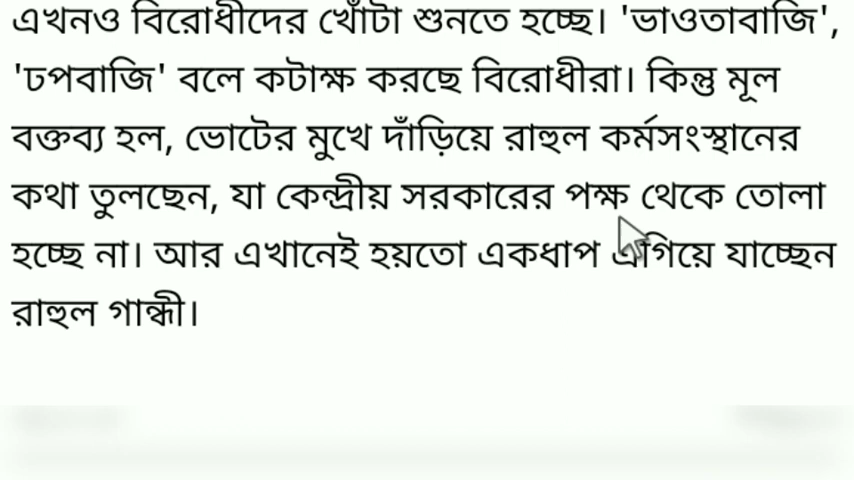 এখনও বিরোধীদের খোঁটা শুনতে হচ্ছে। 'ভাওতাবাজি',
'ঢপবাজি' বলে কটাক্ষ করছে বিরোধীরা। কিন্তু মূল
বক্তব্য হল, ভোটের মুখে দাঁড়িয়ে রাহুল কর্মসংস্থানের
কথা তুলছেন, যা কেন্দ্রীয় সরকারের পক্ষ থেকে তোলা
হচ্ছে না। আর এখানেই হয়তো একধাপ এগিয়ে যাচ্ছেন
রাহুল গান্ধী।